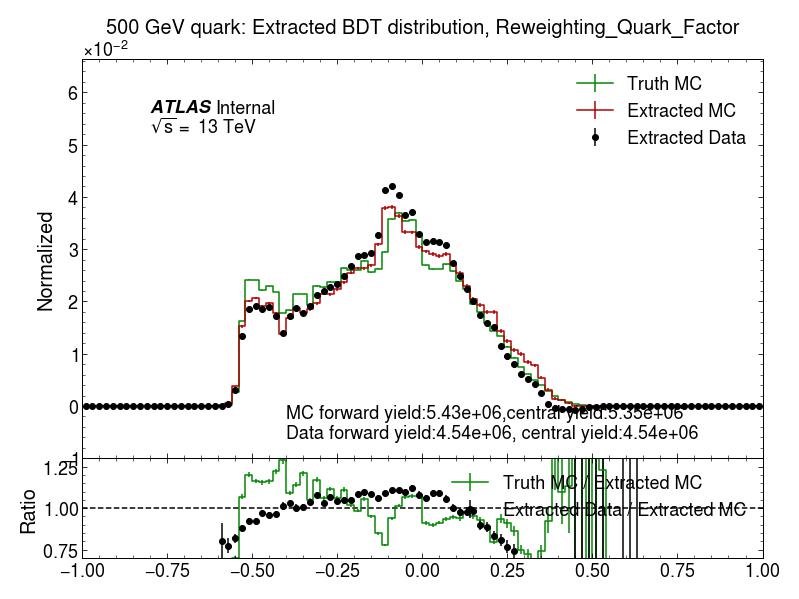 500 GeV quark: Extracted BDT distribution, Reweighting_Quark_Factor
×10−2
ATLAS Internal
√s = 13 TeV
Truth MC
Extracted MC
Extracted Data
Normalized
6
5
4
3
2
1
0
MC forward yield:5.43e+06,central yield:5.35e+06
Data forward yield:4.54e+06, central yield:4.54e+06
1
Ratio
1.25
1.00
0.75
Truth MC / Extracted MC
Extracted Data / Extracted MC
−1.00 −0.75 −0.50 −0.25 0.00 0.25 0.50 0.75 1.00